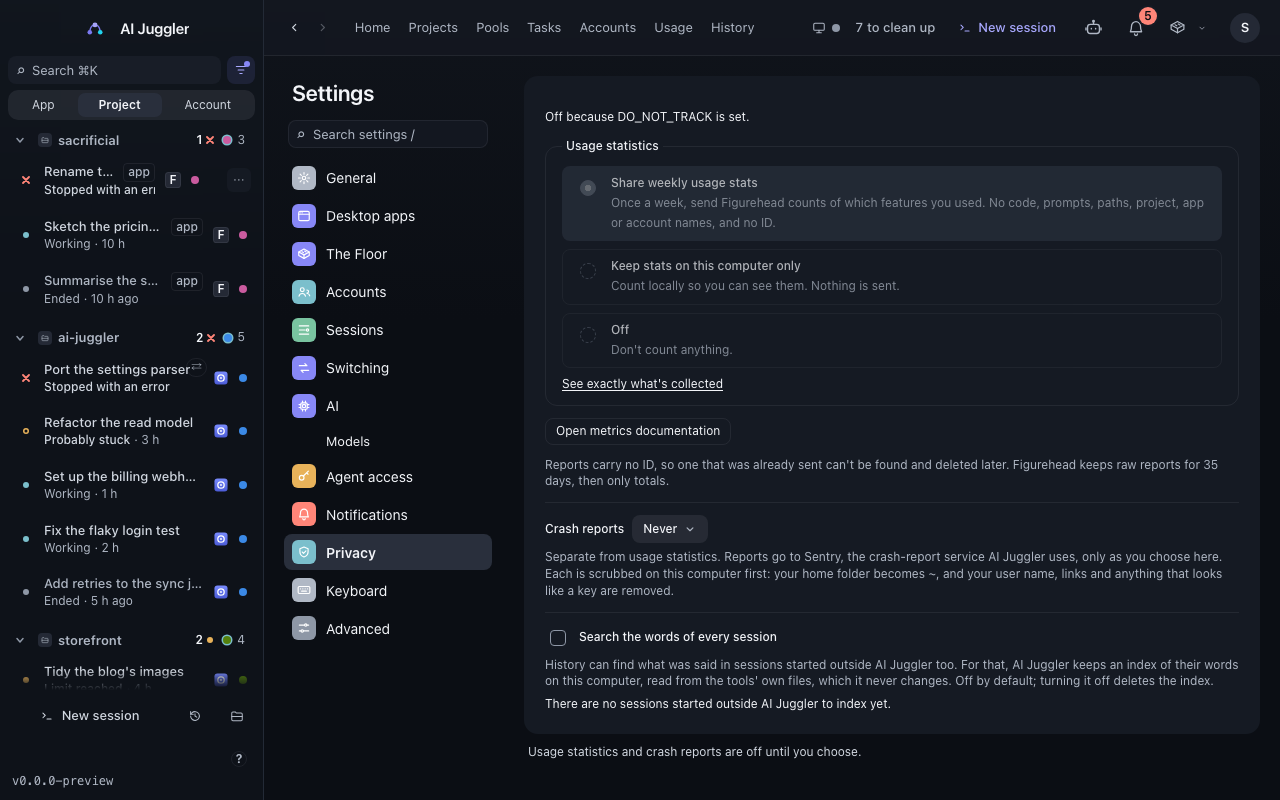 AI Juggler
Search ⌘K
App Project Account
sacrificial 1 3
Rename t... app F
Stopped with an err
Sketch the pricin... app F
Working · 10 h
Summarise the s... app F
Ended · 10 h ago
ai-juggler 2 5
Port the settings parser
Stopped with an error
Refactor the read model
Probably stuck · 3 h
Set up the billing webh...
Working · 1 h
Fix the flaky login test
Working · 2 h
Add retries to the sync j...
Ended · 5 h ago
storefront 2 4
Tidy the blog's images
Limit reached · 4 h
New session
?
v0.0.0-preview
Home Projects Pools Tasks Accounts Usage History
7 to clean up
New session
5
S
Settings
Search settings /
General
Desktop apps
The Floor
Accounts
Sessions
Switching
AI
Models
Agent access
Notifications
Privacy
Keyboard
Advanced
Off because DO_NOT_TRACK is set.
Usage statistics
Share weekly usage stats
Once a week, send Figurehead counts of which features you used. No code, prompts, paths, project, app
or account names, and no ID.
Keep stats on this computer only
Count locally so you can see them. Nothing is sent.
Off
Don't count anything.
See exactly what's collected
Open metrics documentation
Reports carry no ID, so one that was already sent can't be found and deleted later. Figurehead keeps raw reports for 35
days, then only totals.
Crash reports Never
Separate from usage statistics. Reports go to Sentry, the crash-report service AI Juggler uses, only as you choose here.
Each is scrubbed on this computer first: your home folder becomes ~, and your user name, links and anything that looks
like a key are removed.
Search the words of every session
History can find what was said in sessions started outside AI Juggler too. For that, AI Juggler keeps an index of their words
on this computer, read from the tools' own files, which it never changes. Off by default; turning it off deletes the index.
There are no sessions started outside AI Juggler to index yet.
Usage statistics and crash reports are off until you choose.